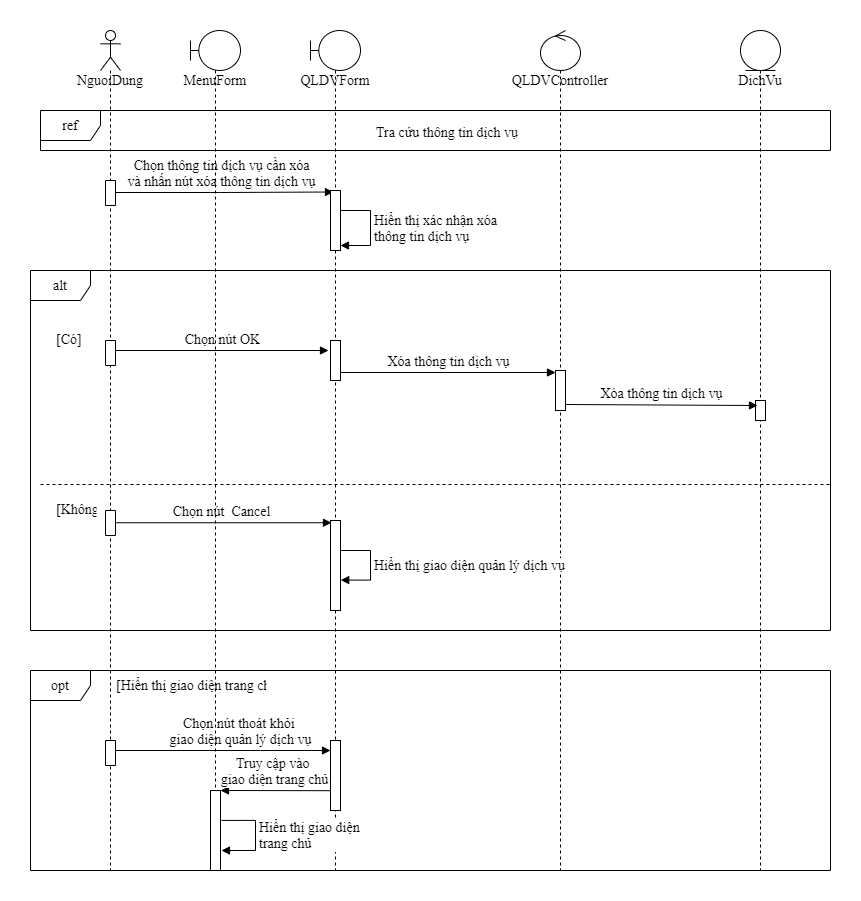 NguoiDung
MenuForm
QLDVForm
QLDVController
DichVu
ref
Tra cứu thông tin dịch vụ
Chọn thông tin dịch vụ cần xóa
và nhấn nút xóa thông tin dịch vụ
Hiển thị xác nhận xóa
thông tin dịch vụ
alt
[Có]
Chọn nút OK
Xóa thông tin dịch vụ
Xóa thông tin dịch vụ
[Không
Chọn nút Cancel
Hiển thị giao diện quản lý dịch vụ
opt
[Hiển thị giao diện trang
Chọn nút thoát khỏi
giao diện quản lý dịch vụ
Truy cập vào
giao diện trang chủ
Hiển thị giao diện
trang chủ